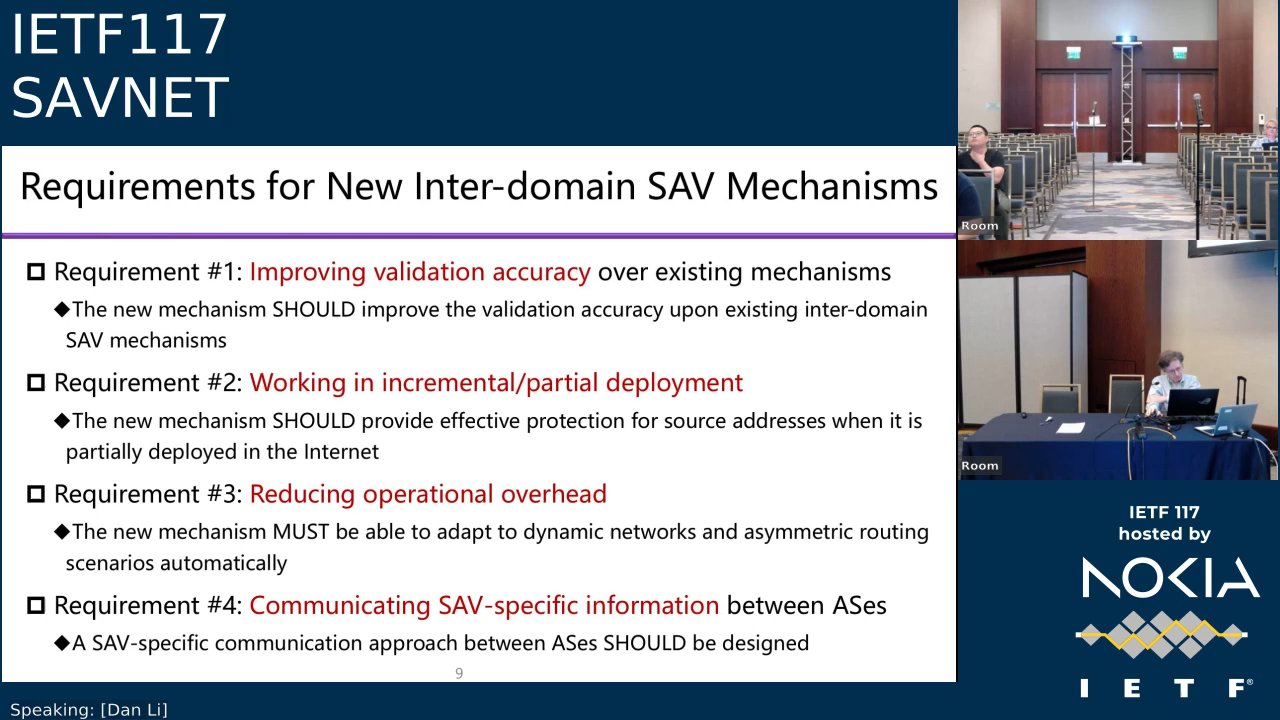 IETF117
SAVNET
Requirements for New Inter-domain SAV Mechanisms
Requirement #1: Improving validation accuracy over existing mechanisms
The new mechanism SHOULD improve the validation accuracy upon existing inter-domain
SAV mechanisms
Requirement #2: Working in incremental/partial deployment
The new mechanism SHOULD provide effective protection for source addresses when it is
partially deployed in the Internet
Requirement #3: Reducing operational overhead
The new mechanism MUST be able to adapt to dynamic networks and asymmetric routing
scenarios automatically
Requirement #4: Communicating SAV-specific information between ASes
A SAV-specific communication approach between ASes SHOULD be designed
9
Speaking: [Dan Li]
Room
Room
IETF 117
hosted by
NOKIA
I E T F®